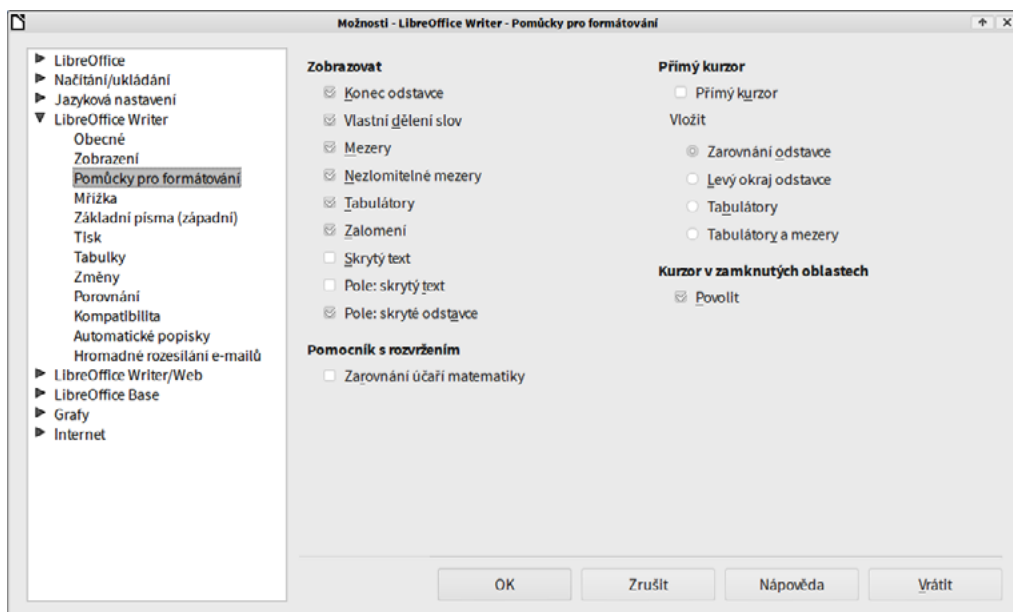 Možnosti - LibreOffice Writer - Pomůcky pro formátování
LibreOffice
Načítání/ukládání
Jazyková nastavení
LibreOffice Writer
Obecné
Zobrazení
Pomůcky pro formátování
Mřížka
Základní písma (západní)
Tisk
Tabulky
Změny
Porovnání
Kompatibilita
Automatické popisky
Hromadné rozesílání e-mailů
LibreOffice Writer/Web
LibreOffice Base
Grafy
Internet
Zobrazovat
Konec odstavce
Vlastní dělení slov
Mezery
Nezlomitelné mezery
Tabulátory
Zalomení
Skrytý text
Pole: skrytý text
Pole: skryté odstavce
Pomocník s rozvržením
Zarovnání účaří matematiky
Přímý kurzor
Přímý kurzor
Vložit
Zarovnání odstavce
Levý okraj odstavce
Tabulátory
Tabulátory a mezery
Kurzor v zamknutých oblastech
Povolit
OK
Zrušit
Nápověda
Vrátit